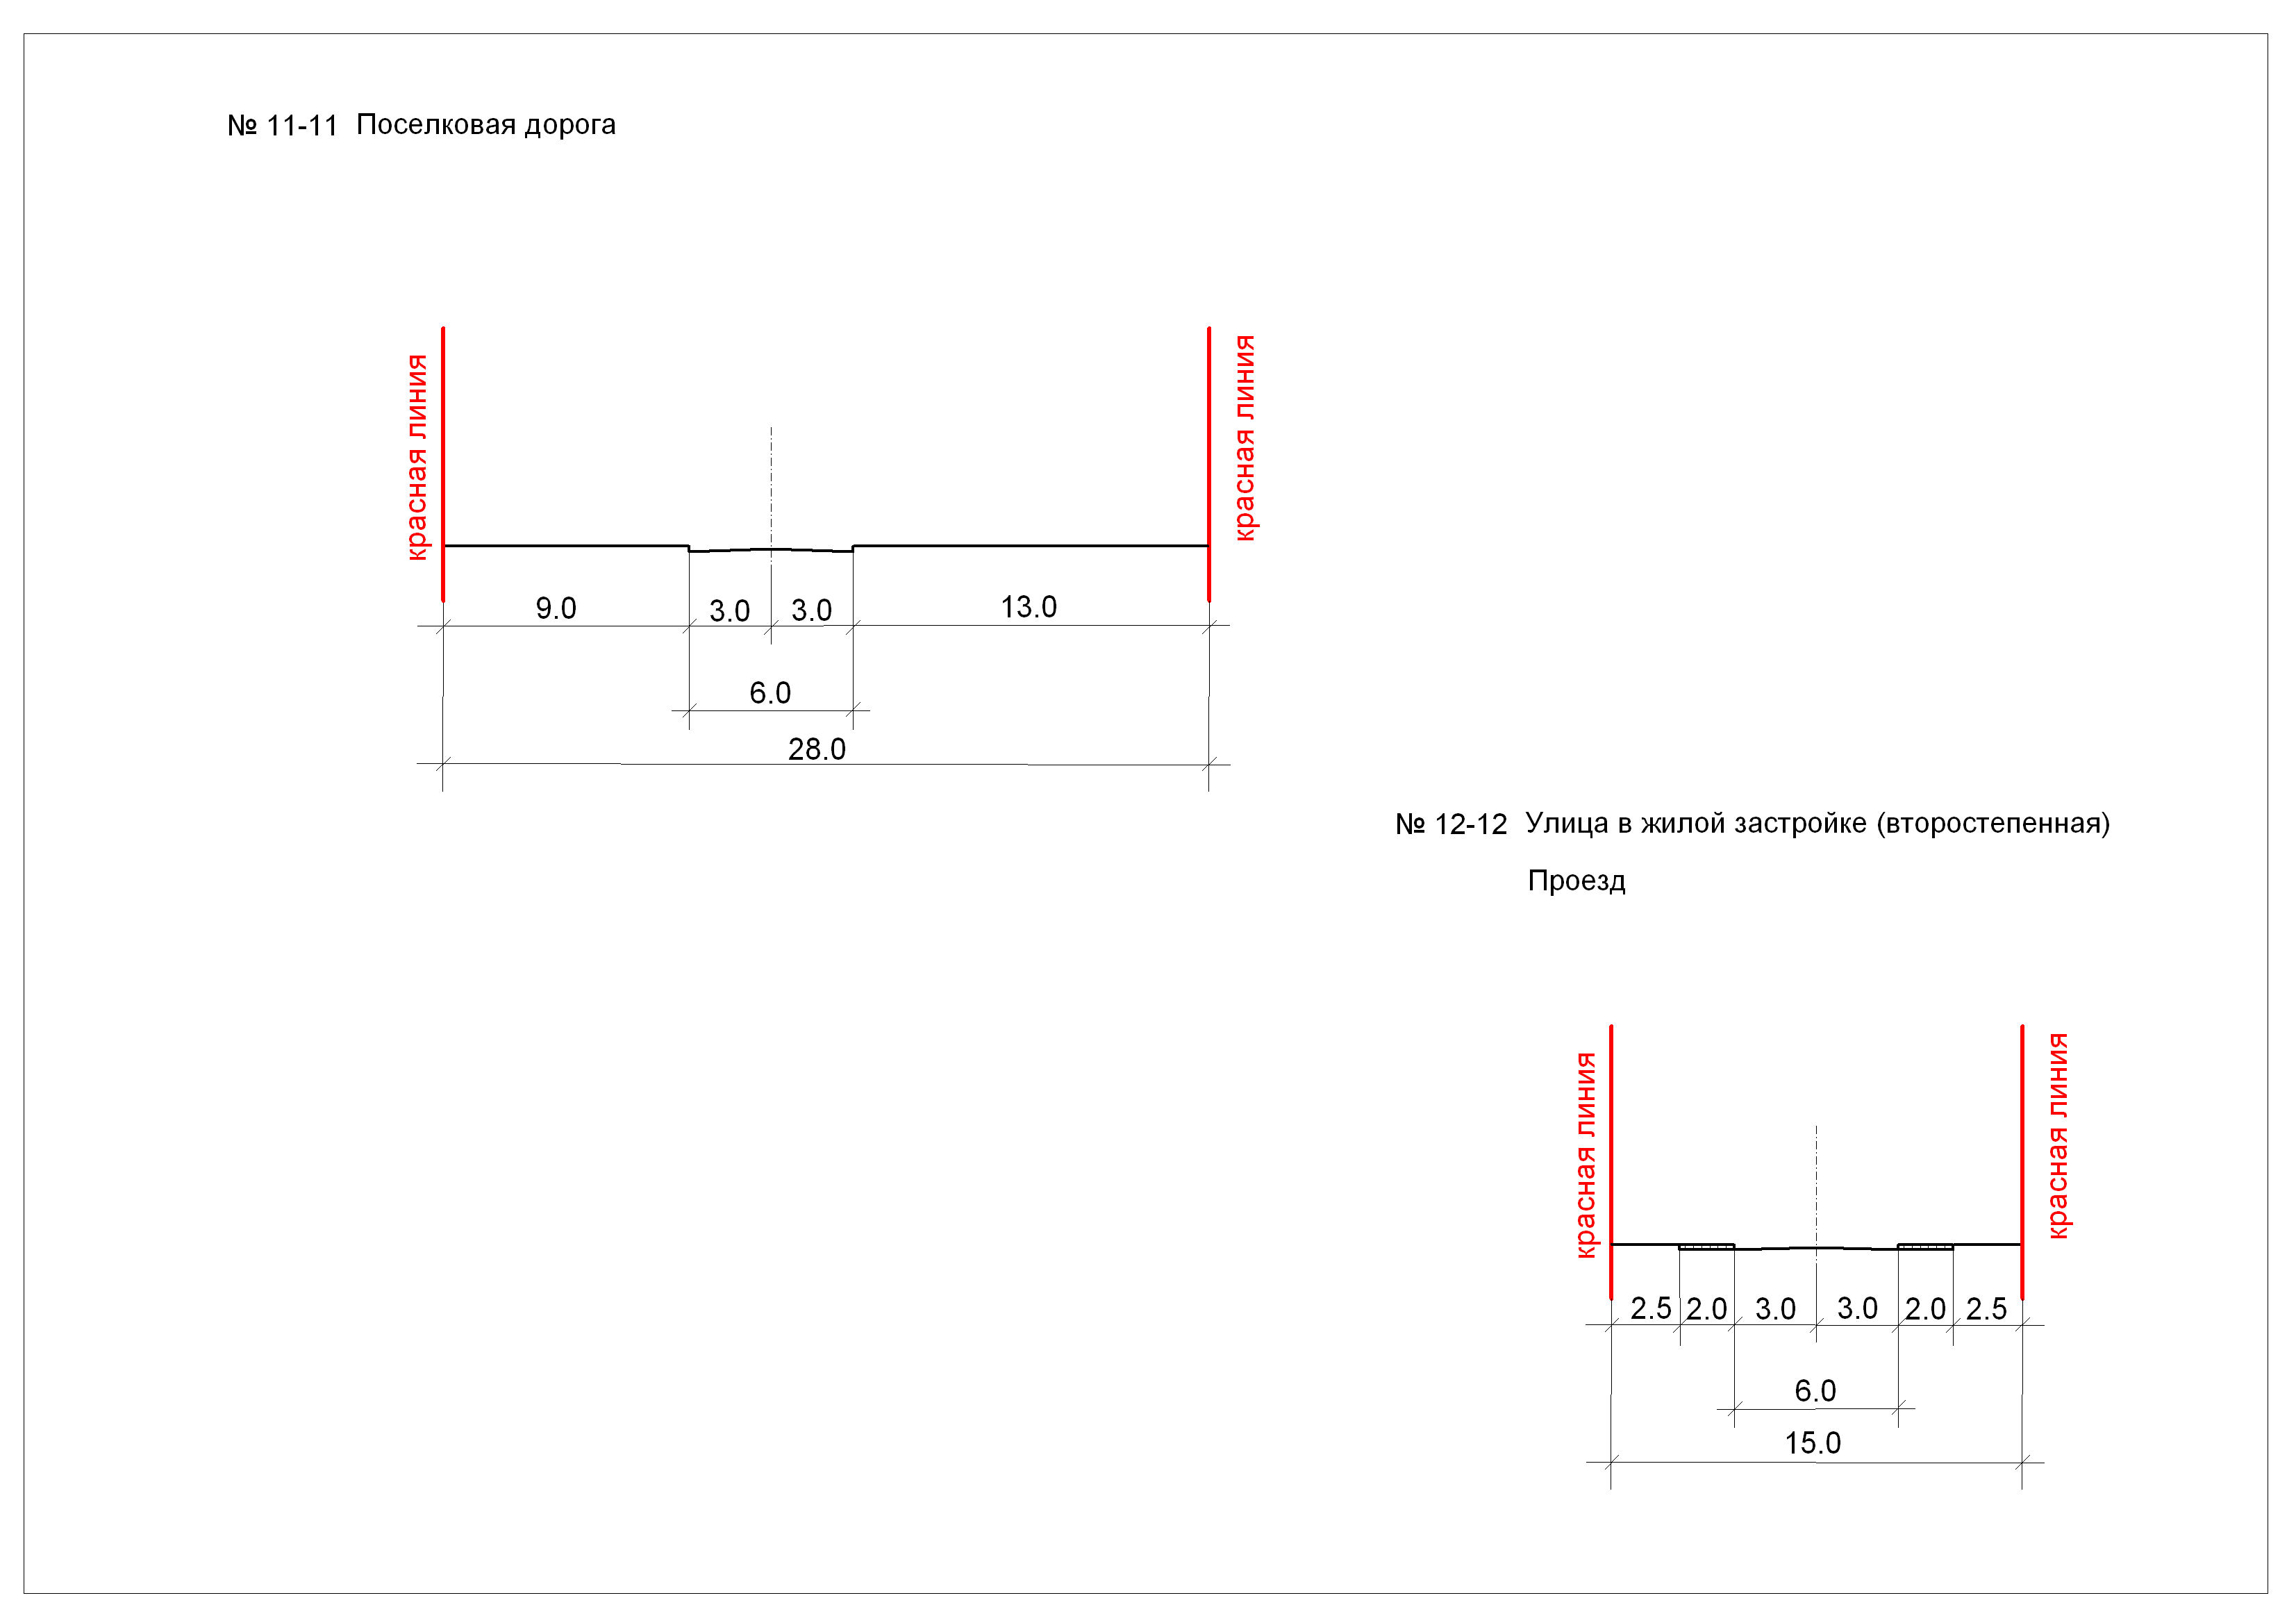 № 11-11 Поселковая дорога
красная линия
красная линия
9.0 3.0 3.0 13.0
6.0
28.0
№ 12-12 Улица в жилой застройке (второстепенная)
Проезд
красная линия
красная линия
2.5 2.0 3.0 3.0 2.0 2.5
6.0
15.0